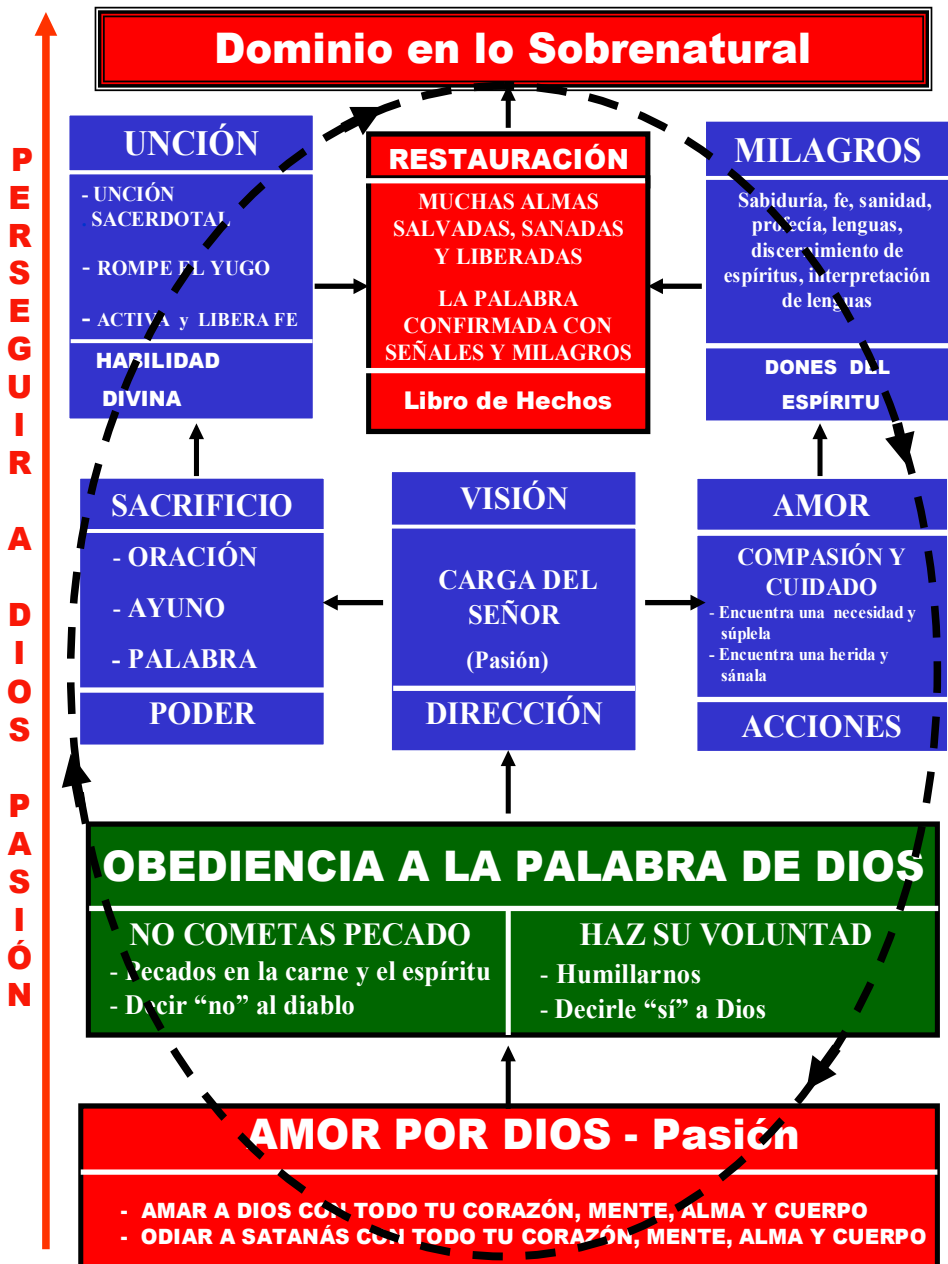 Dominio en lo Sobrenatural
PERSEGUIR A DIOS PASIÓN
UNCIÓN
- UNCIÓN
SACERDOTAL
- ROMPE EL YUGO
- ACTIVA y LIBERA FE
HABILIDAD
DIVINA
RESTAURACIÓN
MUCHAS ALMAS
SALVADAS, SANADAS
Y LIBERADAS
LA PALABRA
CONFIRMADA CON
SEÑALES Y MILAGROS
Libro de Hechos
MILAGROS
Sabiduría, fe, sanidad,
profecía, lenguas,
discernimiento de
espíritus, interpretación
de lenguas
DONES DEL
ESPÍRITU
SACRIFICIO
- ORACIÓN
- AYUNO
- PALABRA
PODER
VISIÓN
CARGA DEL
SEÑOR
(Pasión)
DIRECCIÓN
AMOR
COMPASIÓN Y
CUIDADO
- Encuentra una necesidad y
súplela
- Encuentra una herida y
sánala
ACCIONES
OBEDIENCIA A LA PALABRA DE DIOS
NO COMETAS PECADO
- Pecados en la carne y el espíritu
- Decir “no” al diablo
HAZ SU VOLUNTAD
- Humillarnos
- Decirle “sí” a Dios
AMOR POR DIOS - Pasión
- AMAR A DIOS CON TODO TU CORAZÓN, MENTE, ALMA Y CUERPO
- ODIAR A SATANÁS CON TODO TU CORAZÓN, MENTE, ALMA Y CUERPO